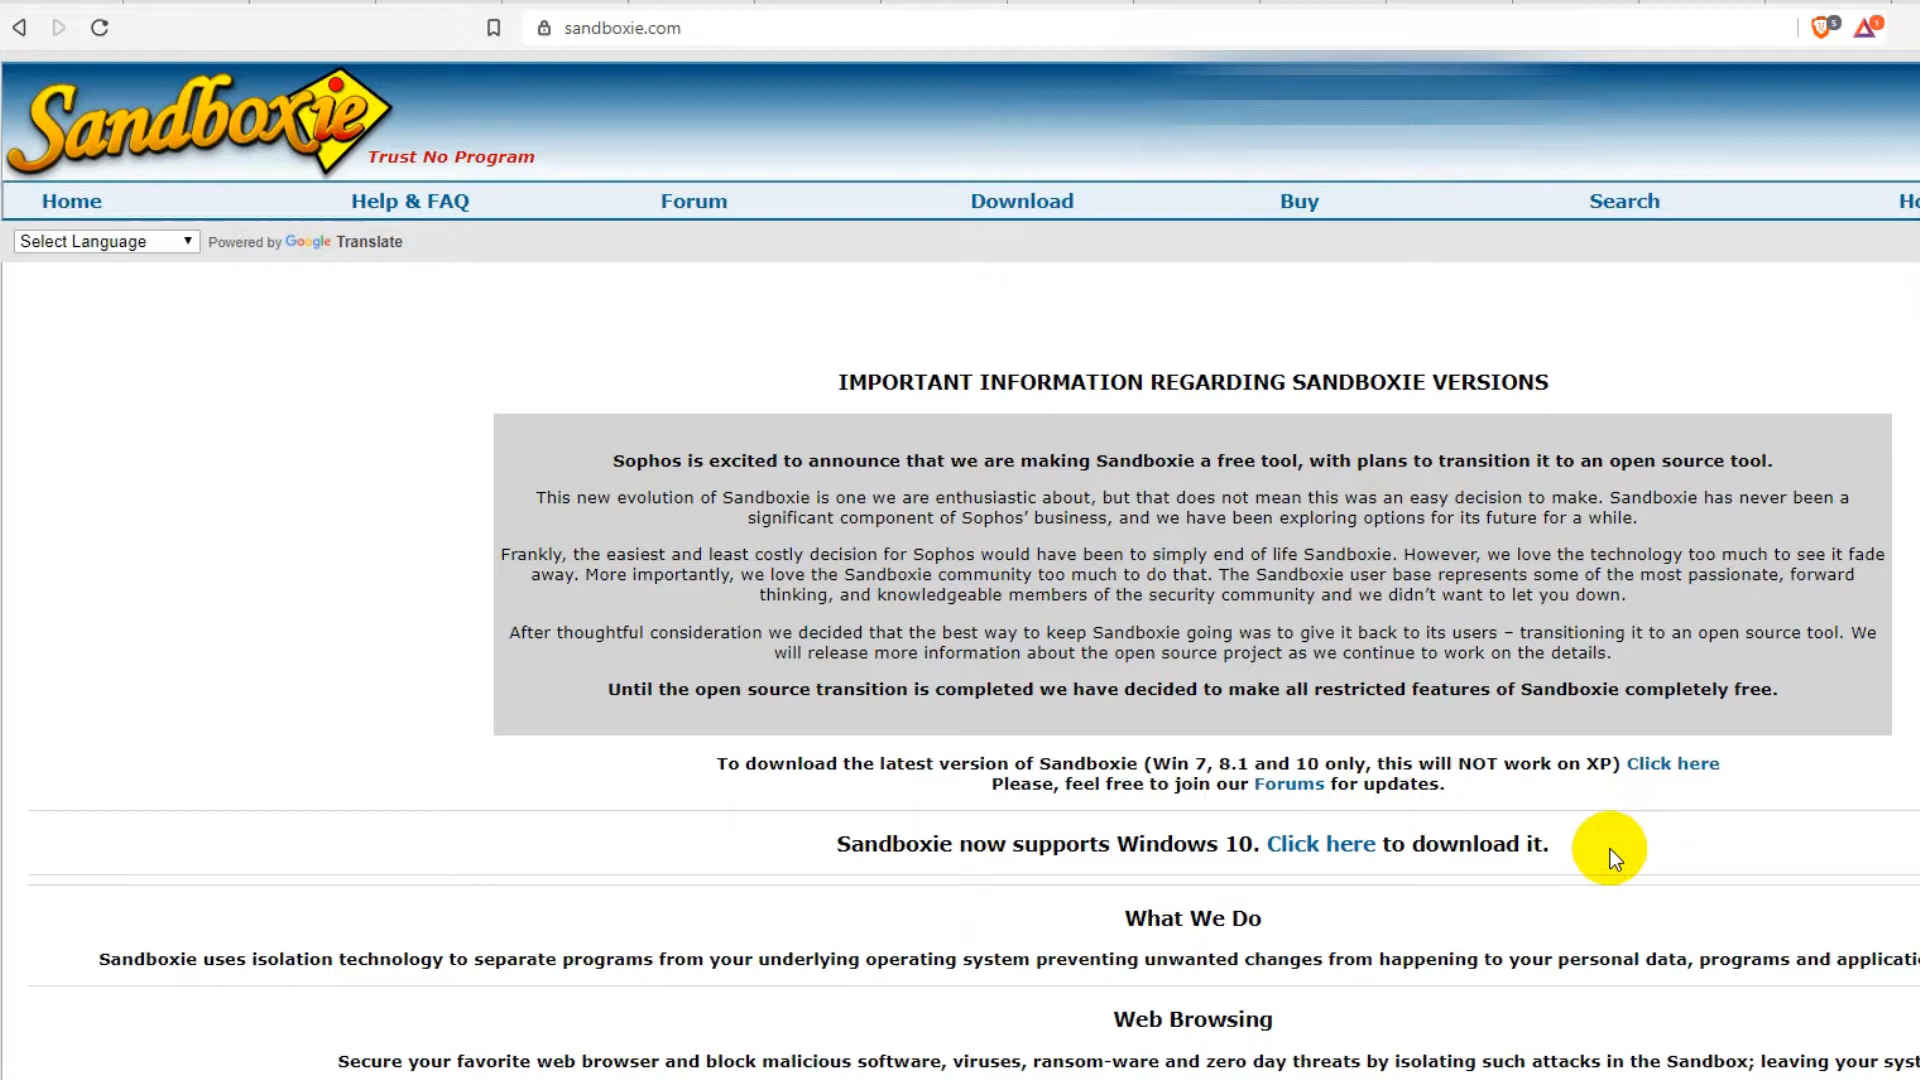 sandboxie.com
5
1
Sandboxie
Trust No Program
Home Help & FAQ Forum Download Buy Search
Select Language Powered by Google Translate
IMPORTANT INFORMATION REGARDING SANDBOXIE VERSIONS
Sophos is excited to announce that we are making Sandboxie a free tool, with plans to transition it to an open source tool.
This new evolution of Sandboxie is one we are enthusiastic about, but that does not mean this was an easy decision to make. Sandboxie has never been a
significant component of Sophos’ business, and we have been exploring options for its future for a while.
Frankly, the easiest and least costly decision for Sophos would have been to simply end of life Sandboxie. However, we love the technology too much to see it fade
away. More importantly, we love the Sandboxie community too much to do that. The Sandboxie user base represents some of the most passionate, forward
thinking, and knowledgeable members of the security community and we didn’t want to let you down.
After thoughtful consideration we decided that the best way to keep Sandboxie going was to give it back to its users – transitioning it to an open source tool. We
will release more information about the open source project as we continue to work on the details.
Until the open source transition is completed we have decided to make all restricted features of Sandboxie completely free.
To download the latest version of Sandboxie (Win 7, 8.1 and 10 only, this will NOT work on XP) Click here
Please, feel free to join our Forums for updates.
Sandboxie now supports Windows 10. Click here to download it.
What We Do
Sandboxie uses isolation technology to separate programs from your underlying operating system preventing unwanted changes from happening to your personal data, programs and
Web Browsing
Secure your favorite web browser and block malicious software, viruses, ransom-ware and zero day threats by isolating such attacks in the Sandbox; leaving your